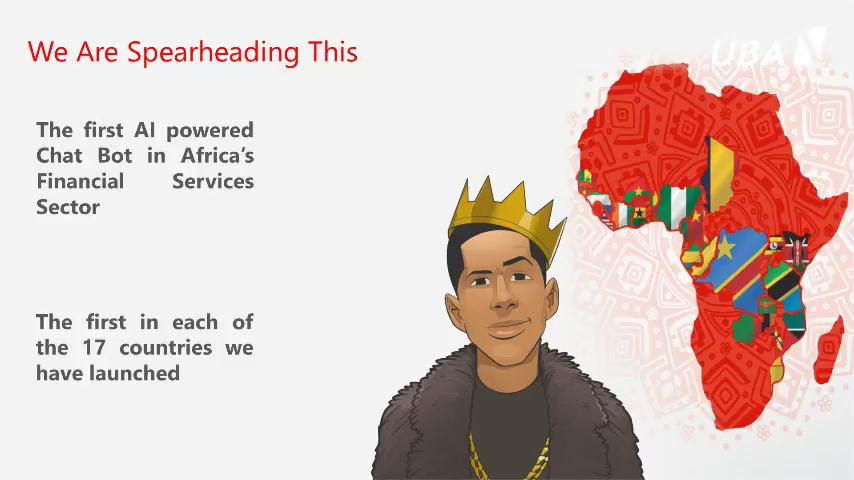 We Are Spearheading This
UBA
The first AI powered
Chat Bot in Africa's
Financial Services
Sector
The first in each of
the 17 countries we
have launched